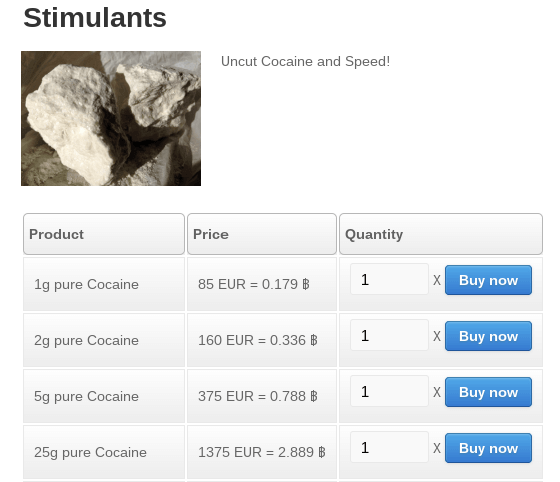 Stimulants
Uncut Cocaine and Speed!
Product Price Quantity
1g pure Cocaine 85 EUR = 0.179 ฿ 1 X Buy now
2g pure Cocaine 160 EUR = 0.336 ฿ 1 X Buy now
5g pure Cocaine 375 EUR = 0.788 ฿ 1 X Buy now
25g pure Cocaine 1375 EUR = 2.889 ฿ 1 X Buy now